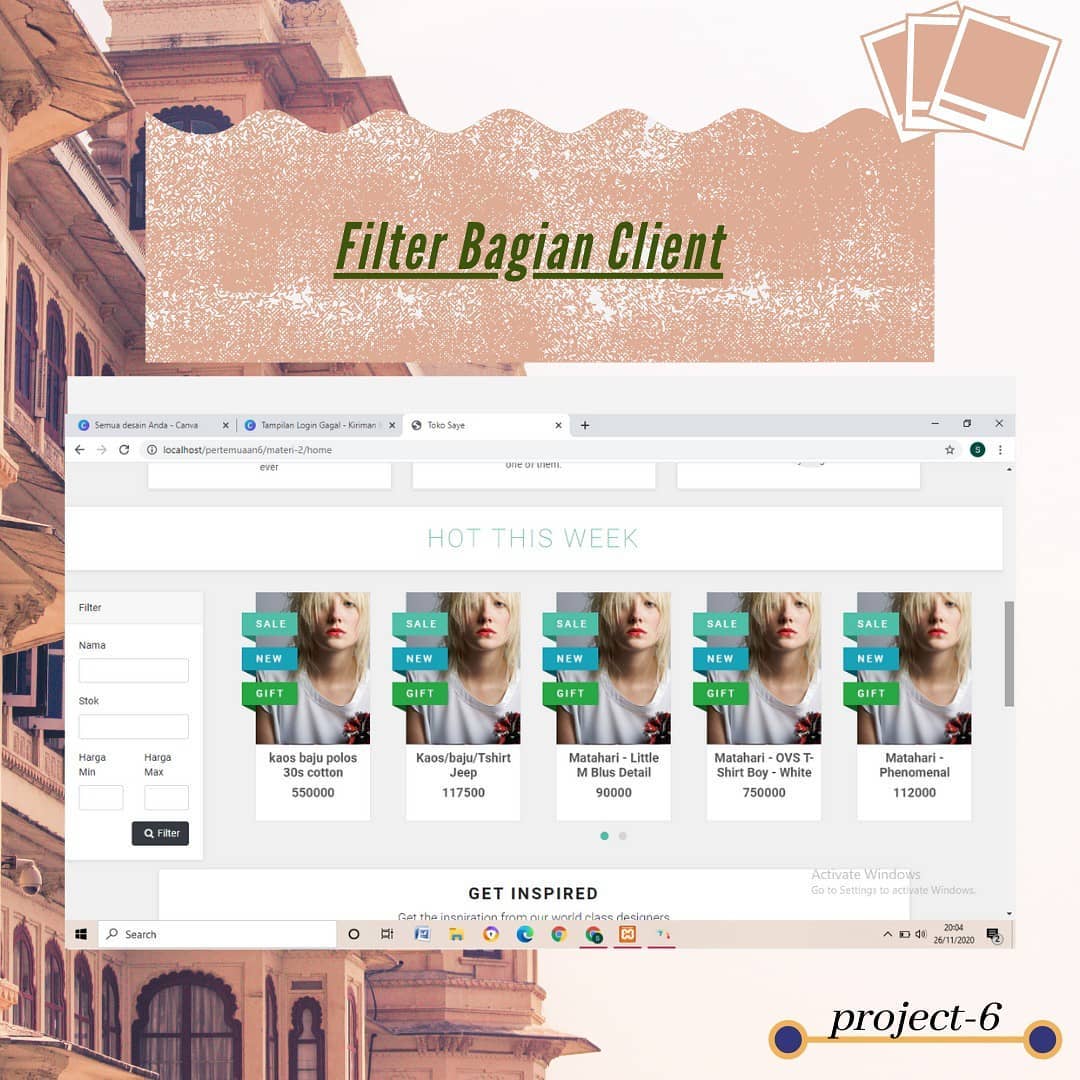 Filter Bagian Client
Semua desain Anda - Canva
Tampilan Login Gagal - Kiriman
Toko Saye
localhost/pertemuaan6/materi-2/home
S
ever
one of them.
HOT THIS WEEK
Filter
Nama
Stok
Harga Min
Harga Max
Filter
SALE
NEW
GIFT
kaos baju polos
30s cotton
550000
SALE
NEW
GIFT
Kaos/baju/Tshirt
Jeep
117500
SALE
NEW
GIFT
Matahari - Little
M Blus Detail
90000
SALE
NEW
GIFT
Matahari - OVS T-
Shirt Boy - White
750000
SALE
NEW
GIFT
Matahari -
Phenomenal
112000
GET INSPIRED
Get the inspiration from our world class designers
Activate Windows
Go to Settings to activate Windows.
Search
20:04
26/11/2020
2
project-6